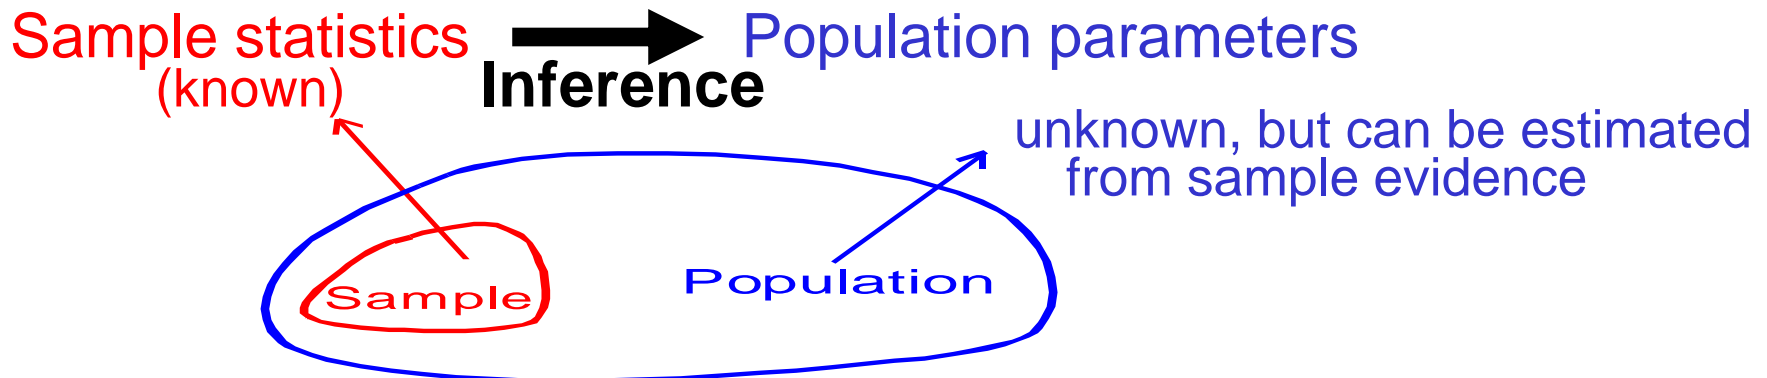 Sample statistics
(known)
Inference
Population parameters
unknown, but can be estimated
from sample evidence
Sample
Population